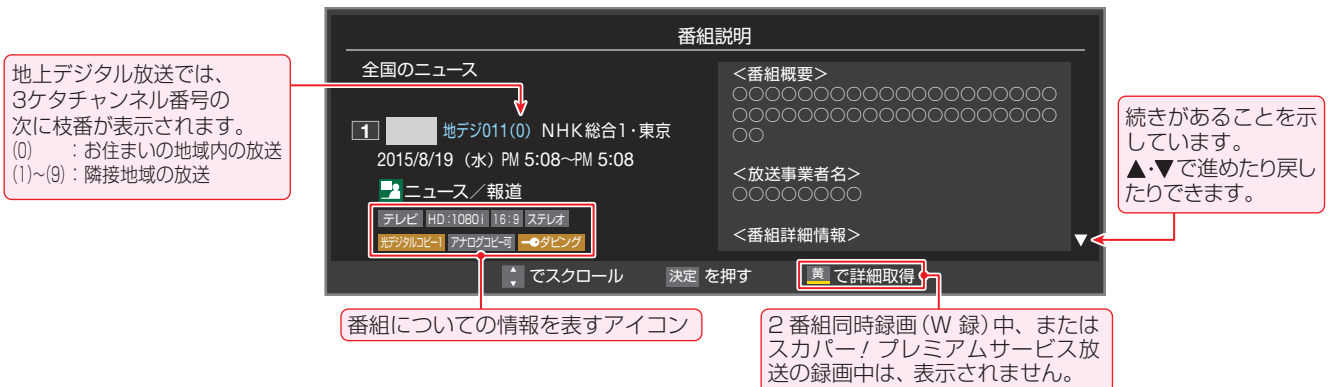 番組説明
地上デジタル放送では、
3ケタチャンネル番号の
次に枝番が表示されます。
(0) ：お住まいの地域内の放送
(1)~(9)：隣接地域の放送
全国のニュース
1 地デジ011(0) NHK総合1・東京
2015/8/19 （水）PM 5:08~PM 5:08
ニュース／報道
テレビ HD:1080i 16:9 ステレオ
光デジタルコピー1 アナログコピー可 ダビング
＜番組概要＞
○○○○○○○○○○○○○○○○○○○○
○○○○○○○○○○○○○○○○○○○○
○○
＜放送事業者名＞
○○○○○○○○
＜番組詳細情報＞
▼
続きがあることを示
しています。
▲・▼で進めたり戻し
たりできます。
でスクロール 決定 を押す 黄 で詳細取得
番組についての情報を表すアイコン
2 番組同時録画（W 録）中、または
スカパー！プレミアムサービス放
送の録画中は、表示されません。